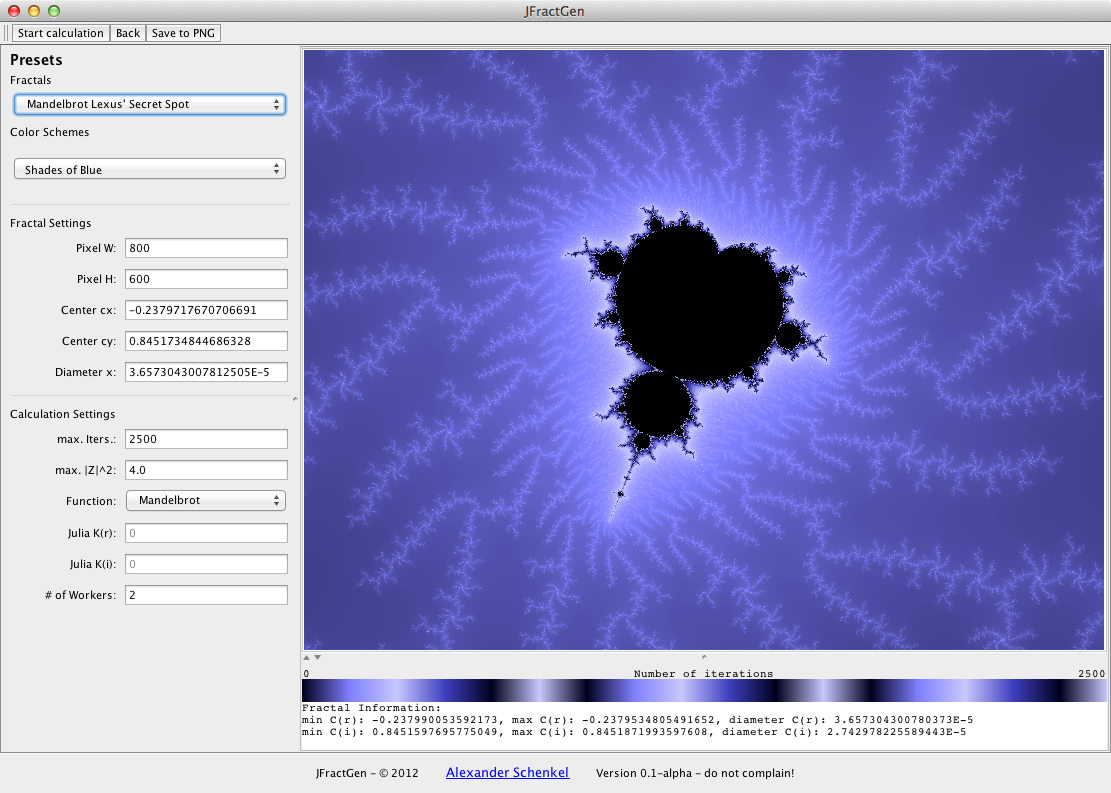 JFractGen
Start calculation Back Save to PNG
Presets
Fractals
Mandelbrot Lexus' Secret Spot
Color Schemes
Shades of Blue
Fractal Settings
Pixel W: 800
Pixel H: 600
Center cx: -0.2379717670706691
Center cy: 0.8451734844686328
Diameter x: 3.6573043007812505E-5
Calculation Settings
max. Iters.: 2500
max. |Z|^2: 4.0
Function: Mandelbrot
Julia K(r): 0
Julia K(i): 0
# of Workers: 2
0 Number of iterations 2500
Fractal Information:
min C(r): -0.237990053592173, max C(r): -0.2379534805491652, diameter C(r): 3.657304300780373E-5
min C(i): 0.8451597695775049, max C(i): 0.8451871993597608, diameter C(i): 2.742978225589443E-5
JFractGen - © 2012 Alexander Schenkel Version 0.1-alpha - do not complain!